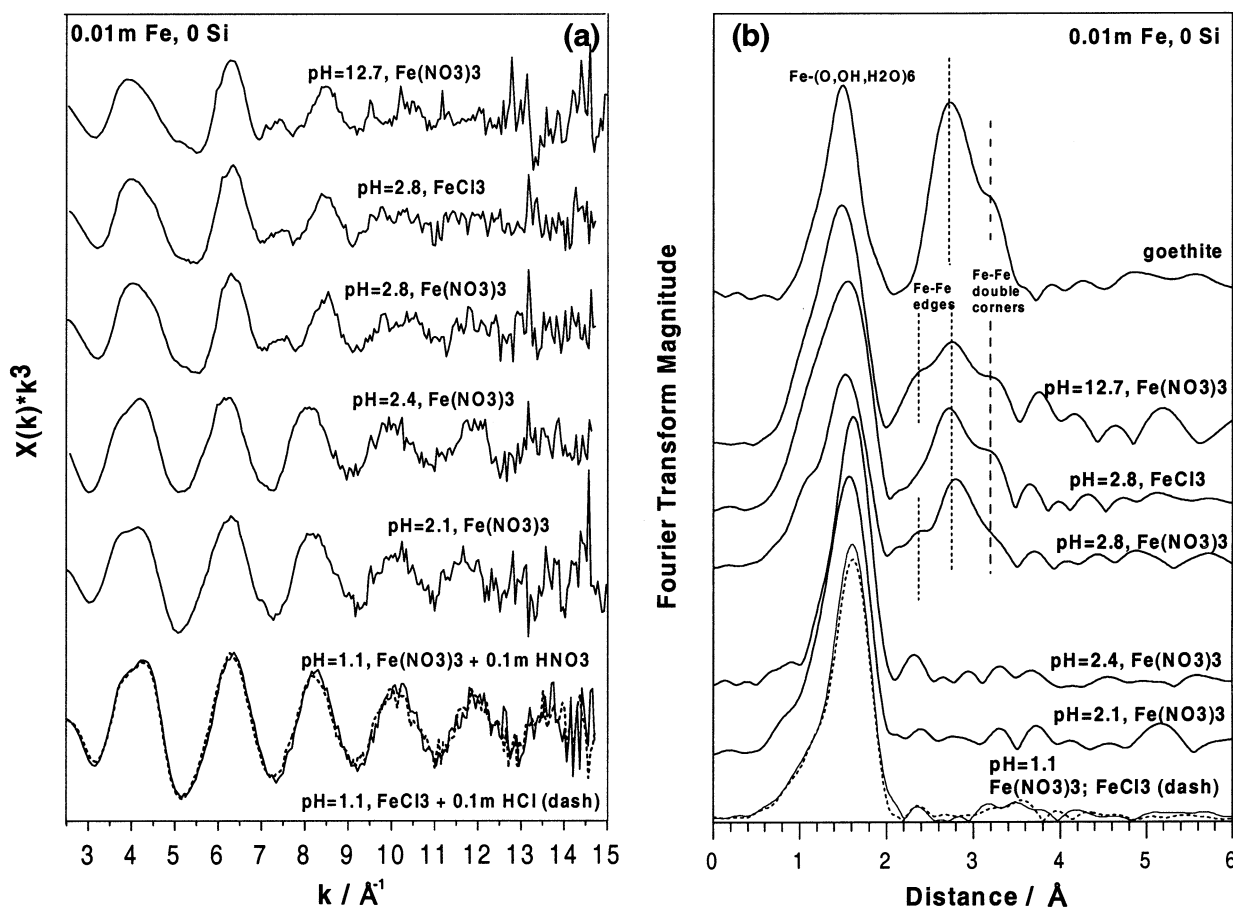 0.01m Fe, 0 Si
(a)
pH=12.7, Fe(NO3)3
pH=2.8, FeCl3
pH=2.8, Fe(NO3)3
pH=2.4, Fe(NO3)3
pH=2.1, Fe(NO3)3
pH=1.1, Fe(NO3)3 + 0.1m HNO3
pH=1.1, FeCl3 + 0.1m HCl (dash)
X(k)*k³
3 4 5 6 7 8 9 10 11 12 13 14 15
k / Å⁻¹
(b)
0.01m Fe, 0 Si
Fe-(O,OH,H2O)6
goethite
Fe-Fe
edges
Fe-Fe
double
corners
pH=12.7, Fe(NO3)3
pH=2.8, FeCl3
pH=2.8, Fe(NO3)3
pH=2.4, Fe(NO3)3
pH=2.1, Fe(NO3)3
pH=1.1
Fe(NO3)3; FeCl3 (dash)
Fourier Transform Magnitude
0 1 2 3 4 5 6
Distance / Å